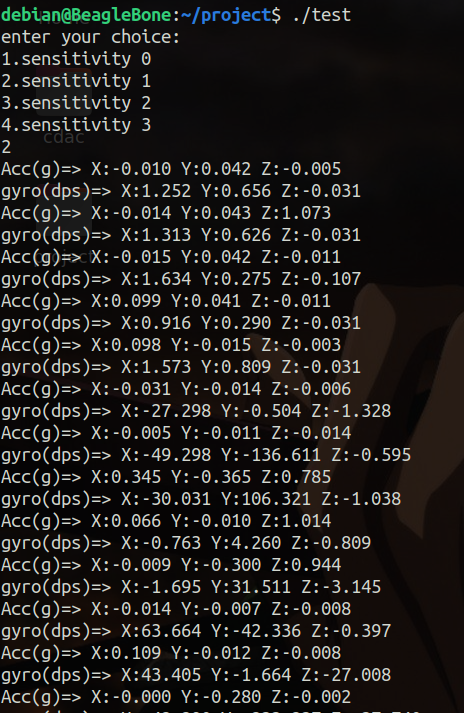 debian@BeagleBone:~/project$ ./test
enter your choice:
1.sensitivity 0
2.sensitivity 1
3.sensitivity 2
cdac
4.sensitivity 3
2
Acc(g)=> X:-0.010 Y:0.042 Z:-0.005
gyro(dps)=> X:1.252 Y:0.656 Z:-0.031
Acc(g)=> X:-0.014 Y:0.043 Z:1.073
gyro(dps)=> X:1.313 Y:0.626 Z:-0.031
Acc(g)=> X:-0.015 Y:0.042 Z:-0.011
gyro(dps)=> X:1.634 Y:0.275 Z:-0.107
Acc(g)=> X:0.099 Y:0.041 Z:-0.011
gyro(dps)=> X:0.916 Y:0.290 Z:-0.031
Acc(g)=> X:0.098 Y:-0.015 Z:-0.003
gyro(dps)=> X:1.573 Y:0.809 Z:-0.031
Acc(g)=> X:-0.031 Y:-0.014 Z:-0.006
gyro(dps)=> X:-27.298 Y:-0.504 Z:-1.328
Acc(g)=> X:-0.005 Y:-0.011 Z:-0.014
gyro(dps)=> X:-49.298 Y:-136.611 Z:-0.595
Acc(g)=> X:0.345 Y:-0.365 Z:0.785
gyro(dps)=> X:-30.031 Y:106.321 Z:-1.038
Acc(g)=> X:0.066 Y:-0.010 Z:1.014
gyro(dps)=> X:-0.763 Y:4.260 Z:-0.809
Acc(g)=> X:-0.009 Y:-0.300 Z:0.944
gyro(dps)=> X:-1.695 Y:31.511 Z:-3.145
Acc(g)=> X:-0.014 Y:-0.007 Z:-0.008
gyro(dps)=> X:63.664 Y:-42.336 Z:-0.397
Acc(g)=> X:0.109 Y:-0.012 Z:-0.008
gyro(dps)=> X:43.405 Y:-1.664 Z:-27.008
Acc(g)=> X:-0.000 Y:-0.280 Z:-0.002